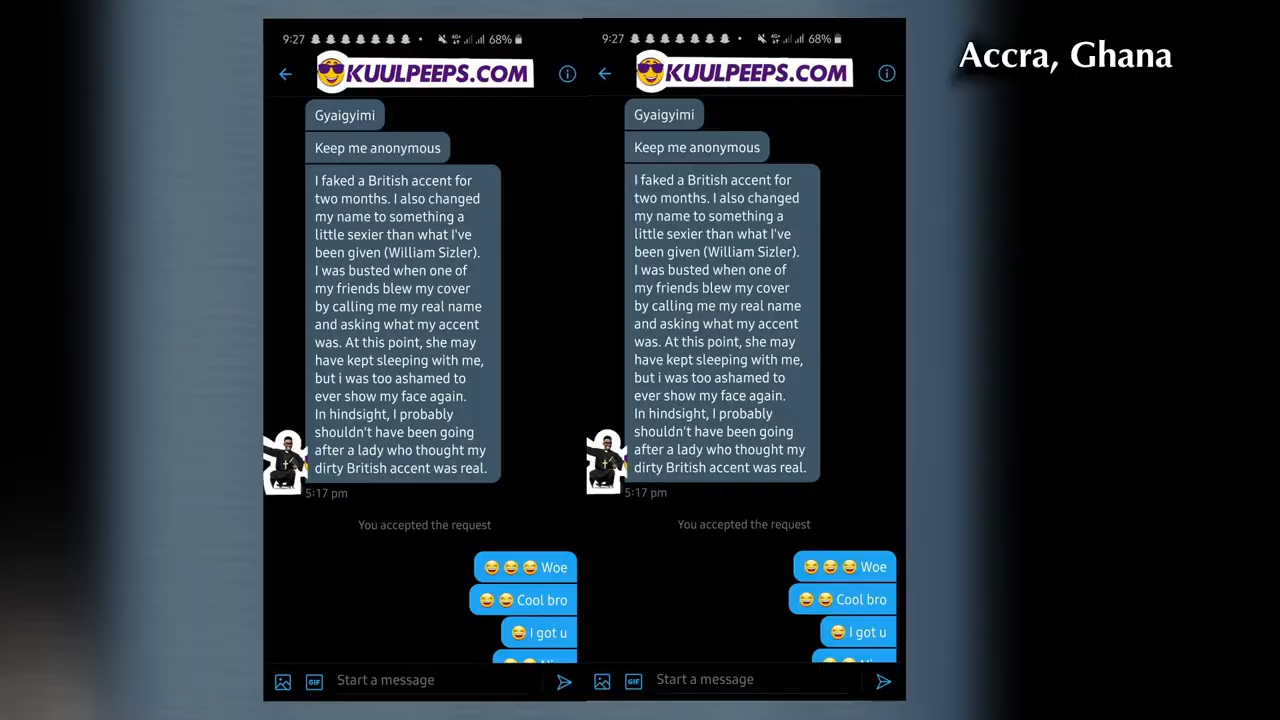 Accra, Ghana
9:27
68%
KUULPEEPS.COM
Gyaigyimi
Keep me anonymous
I faked a British accent for
two months. I also changed
my name to something a
little sexier than what I've
been given (William Sizler).
I was busted when one of
my friends blew my cover
by calling me my real name
and asking what my accent
was. At this point, she may
have kept sleeping with me,
but i was too ashamed to
ever show my face again.
In hindsight, I probably
shouldn't have been going
after a lady who thought my
dirty British accent was real.
5:17 pm
You accepted the request
😂 😂 😂 Woe
😂 😂 Cool bro
😂 I got u
GIF
Start a message
9:27
68%
KUULPEEPS.COM
Gyaigyimi
Keep me anonymous
I faked a British accent for
two months. I also changed
my name to something a
little sexier than what I've
been given (William Sizler).
I was busted when one of
my friends blew my cover
by calling me my real name
and asking what my accent
was. At this point, she may
have kept sleeping with me,
but i was too ashamed to
ever show my face again.
In hindsight, I probably
shouldn't have been going
after a lady who thought my
dirty British accent was real.
5:17 pm
You accepted the request
😂 😂 😂 Woe
😂 😂 Cool bro
😂 I got u
GIF
Start a message